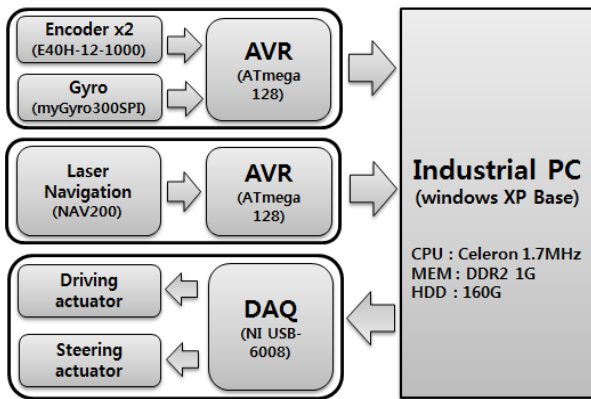 Encoder x2
(E40H-12-1000)
Gyro
(myGyro300SPI)
AVR
(ATmega
128)
Laser
Navigation
(NAV200)
AVR
(ATmega
128)
Driving
actuator
Steering
actuator
DAQ
(NI USB-
6008)
Industrial PC
(windows XP Base)
CPU : Celeron 1.7MHz
MEM : DDR2 1G
HDD : 160G